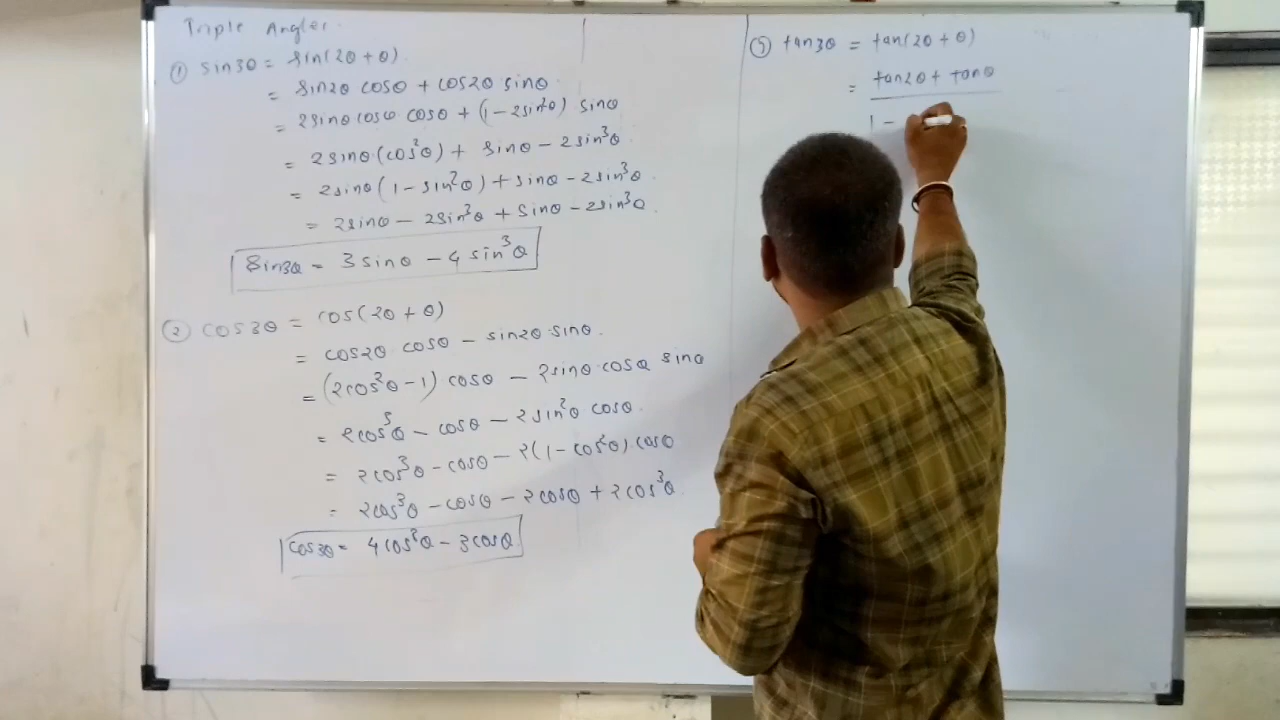 Triple Angles.
① sin3θ = sin(2θ + θ)
= sin2θ cosθ + cos2θ sinθ
= 2sinθ cosθ cosθ + (1 - 2sin²θ) sinθ
= 2sinθ (cos²θ) + sinθ - 2sin³θ
= 2sinθ (1 - sin²θ) + sinθ - 2sin³θ
= 2sinθ - 2sin³θ + sinθ - 2sin³θ
sin3θ = 3sinθ - 4sin³θ
② cos3θ = cos(2θ + θ)
= cos2θ cosθ - sin2θ·sinθ
= (2cos²θ - 1) cosθ - 2sinθ·cosθ sinθ
= 2cos³θ - cosθ - 2sin²θ cosθ
= 2cos³θ - cosθ - 2(1 - cos²θ)·cosθ
= 2cos³θ - cosθ - 2cosθ + 2cos³θ
cos3θ = 4cos³θ - 3cosθ
③ tan3θ = tan(2θ + θ)
= tan2θ + tanθ
1 -